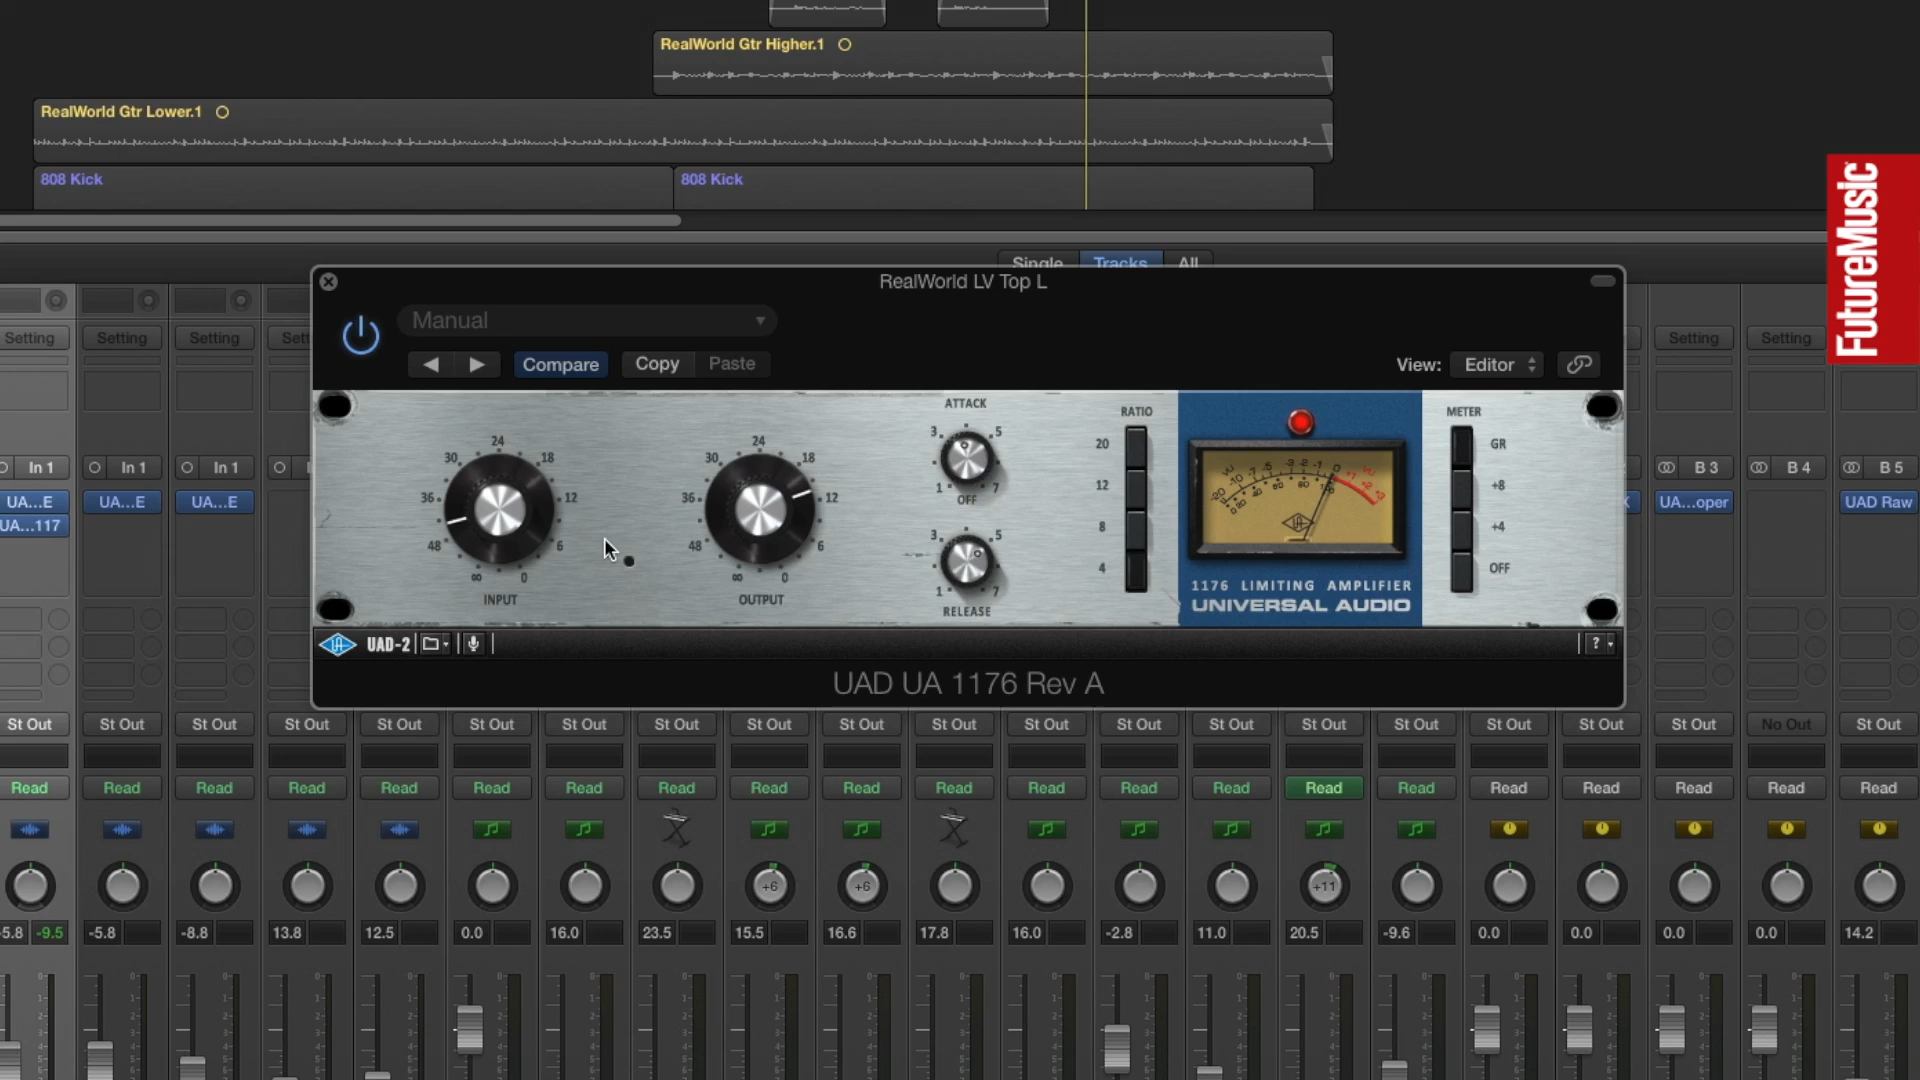 RealWorld Gtr Higher.1
RealWorld Gtr Lower.1
808 Kick 808 Kick
FutureMusic
Single Tracks All
RealWorld LV Top L
Manual
Compare Copy Paste View: Editor
Setting Setting Setting Setting Setting
In 1 In 1 In 1 B 3 B 4 B 5
UA...E UA...E UA...E UA...oper UAD Raw
UA...117
24 30 18 36 12 48 6 ∞ 0
INPUT
24 30 18 36 12 48 6 ∞ 0
OUTPUT
ATTACK
3 5 1 7
OFF
3 5 1 7
RELEASE
RATIO
20
12
8
4
1176 LIMITING AMPLIFIER
UNIVERSAL AUDIO
METER
GR
+8
+4
OFF
UAD-2 ?
UAD UA 1176 Rev A
St Out St Out St Out St Out St Out St Out St Out St Out St Out St Out St Out St Out St Out St Out St Out St Out St Out St Out St Out No Out St Out
Read Read Read Read Read Read Read Read Read Read Read Read Read Read Read Read Read Read Read Read Read
+6 +6 +11
-9.5 -5.8 -8.8 13.8 12.5 0.0 16.0 23.5 15.5 16.6 17.8 16.0 -2.8 11.0 20.5 -9.6 0.0 0.0 0.0 0.0 14.2